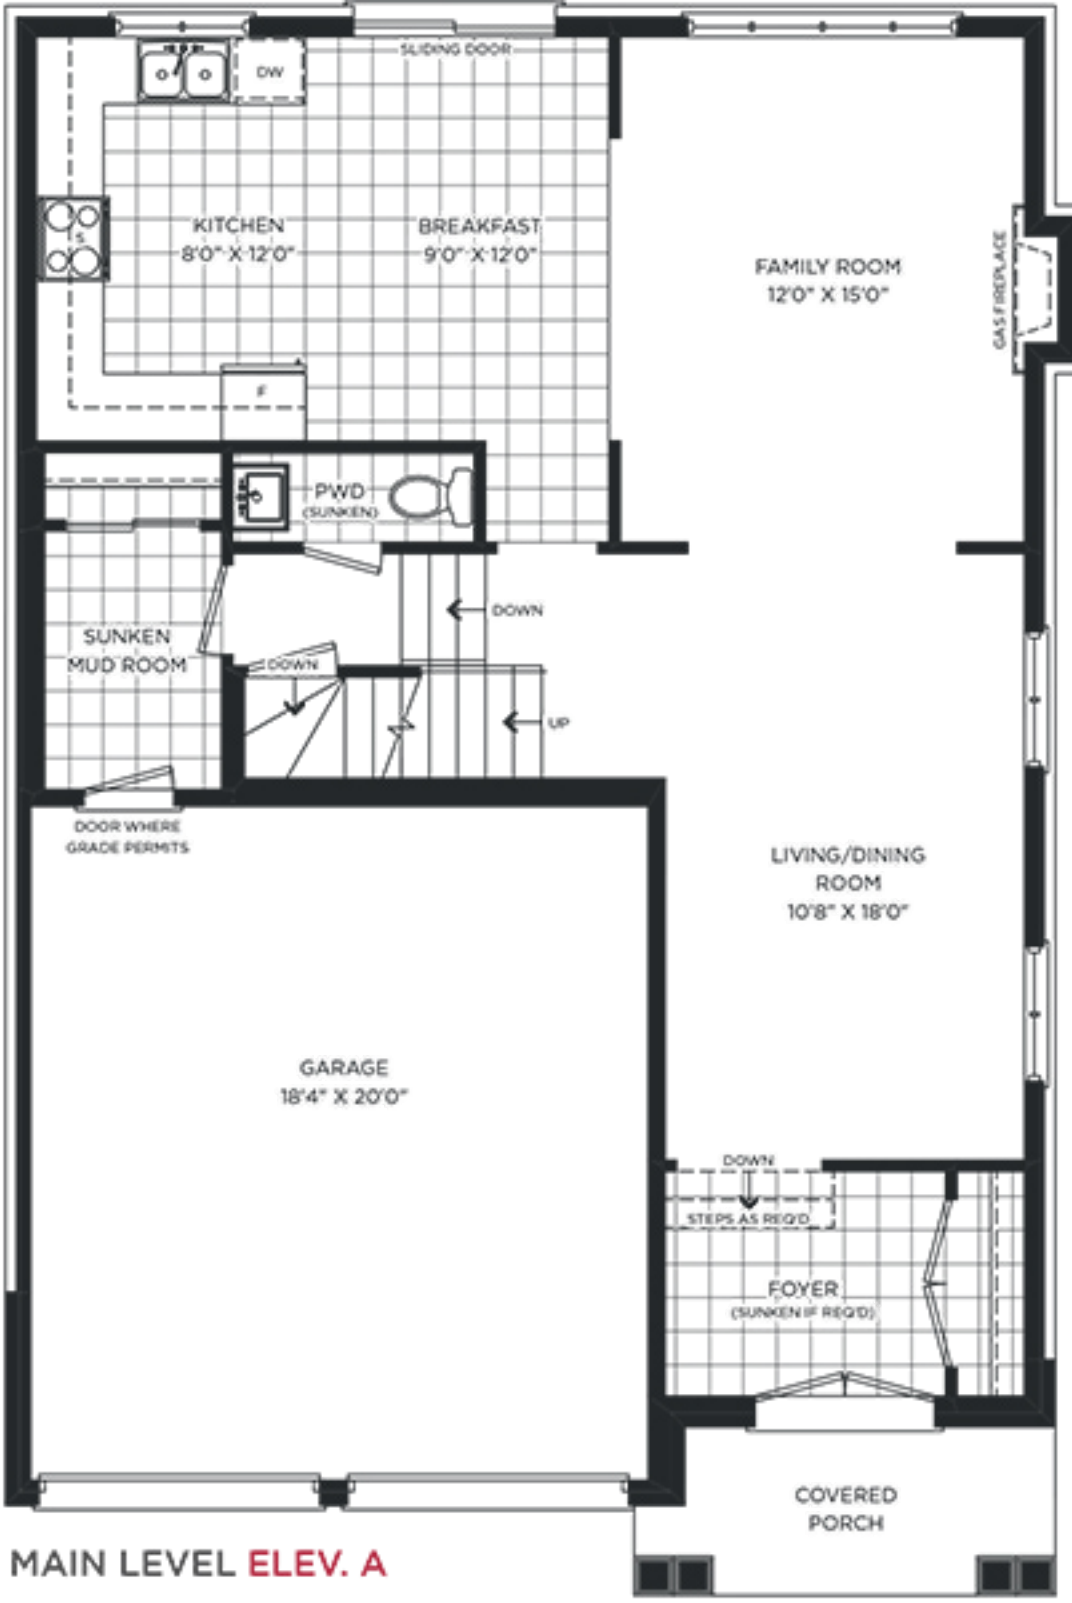 SLIDING DOOR
DW
KITCHEN
8'0" X 12'0"
BREAKFAST
9'0" X 12'0"
S
FAMILY ROOM
12'0" X 15'0"
GAS FIREPLACE
F
PWD
(SUNKEN)
DOWN
SUNKEN
MUD ROOM
DOWN
UP
DOOR WHERE
GRADE PERMITS
LIVING/DINING
ROOM
10'8" X 18'0"
GARAGE
18'4" X 20'0"
DOWN
STEPS AS REQ'D
FOYER
(SUNKEN IF REQ'D)
COVERED
PORCH
MAIN LEVEL ELEV. A